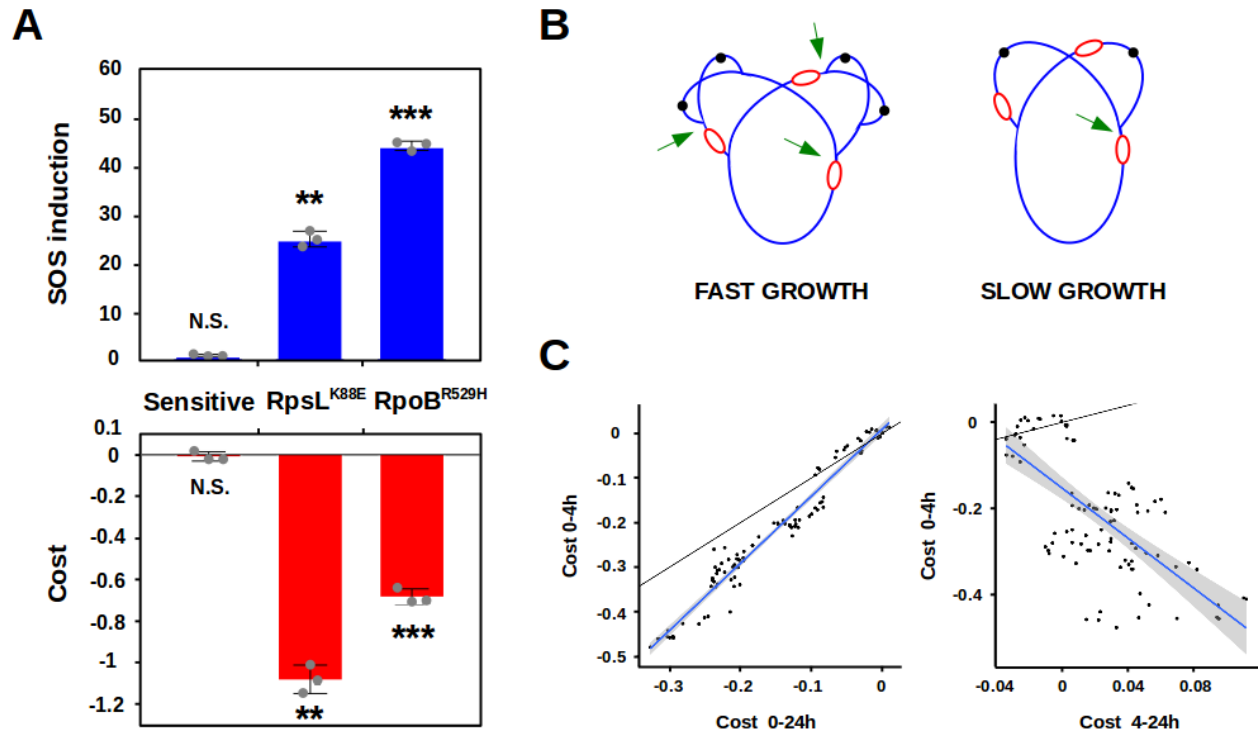 A
60
50
40
30
20
10
0
SOS induction
N.S.
**
***
Sensitive RpsL^K88E RpoB^R529H
0.1
0
-0.2
-0.4
-0.6
-0.8
-1
-1.2
Cost
N.S.
**
***
B
FAST GROWTH
SLOW GROWTH
C
0
-0.1
-0.2
-0.3
-0.4
-0.5
Cost 0-4h
-0.3 -0.2 -0.1 0
Cost 0-24h
0
-0.2
-0.4
Cost 0-4h
-0.04 0 0.04 0.08
Cost 4-24h